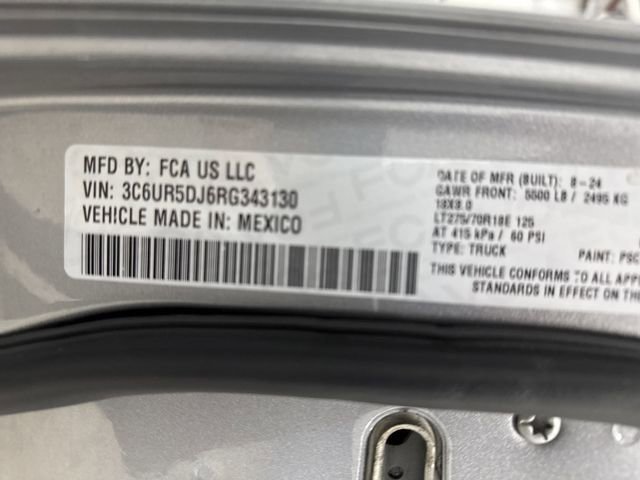 MFD BY: FCA US LLC
VIN: 3C6UR5DJ6RG343130
VEHICLE MADE IN: MEXICO
DATE OF MFR (BUILT): 8-24
GAWR FRONT: 5500 LB / 2495 KG
18X8.0
LT275/70R18E 125
AT 415 kPa / 60 PSI
TYPE: TRUCK PAINT: PSC
THIS VEHICLE CONFORMS TO ALL APPL
STANDARDS IN EFFECT ON THE